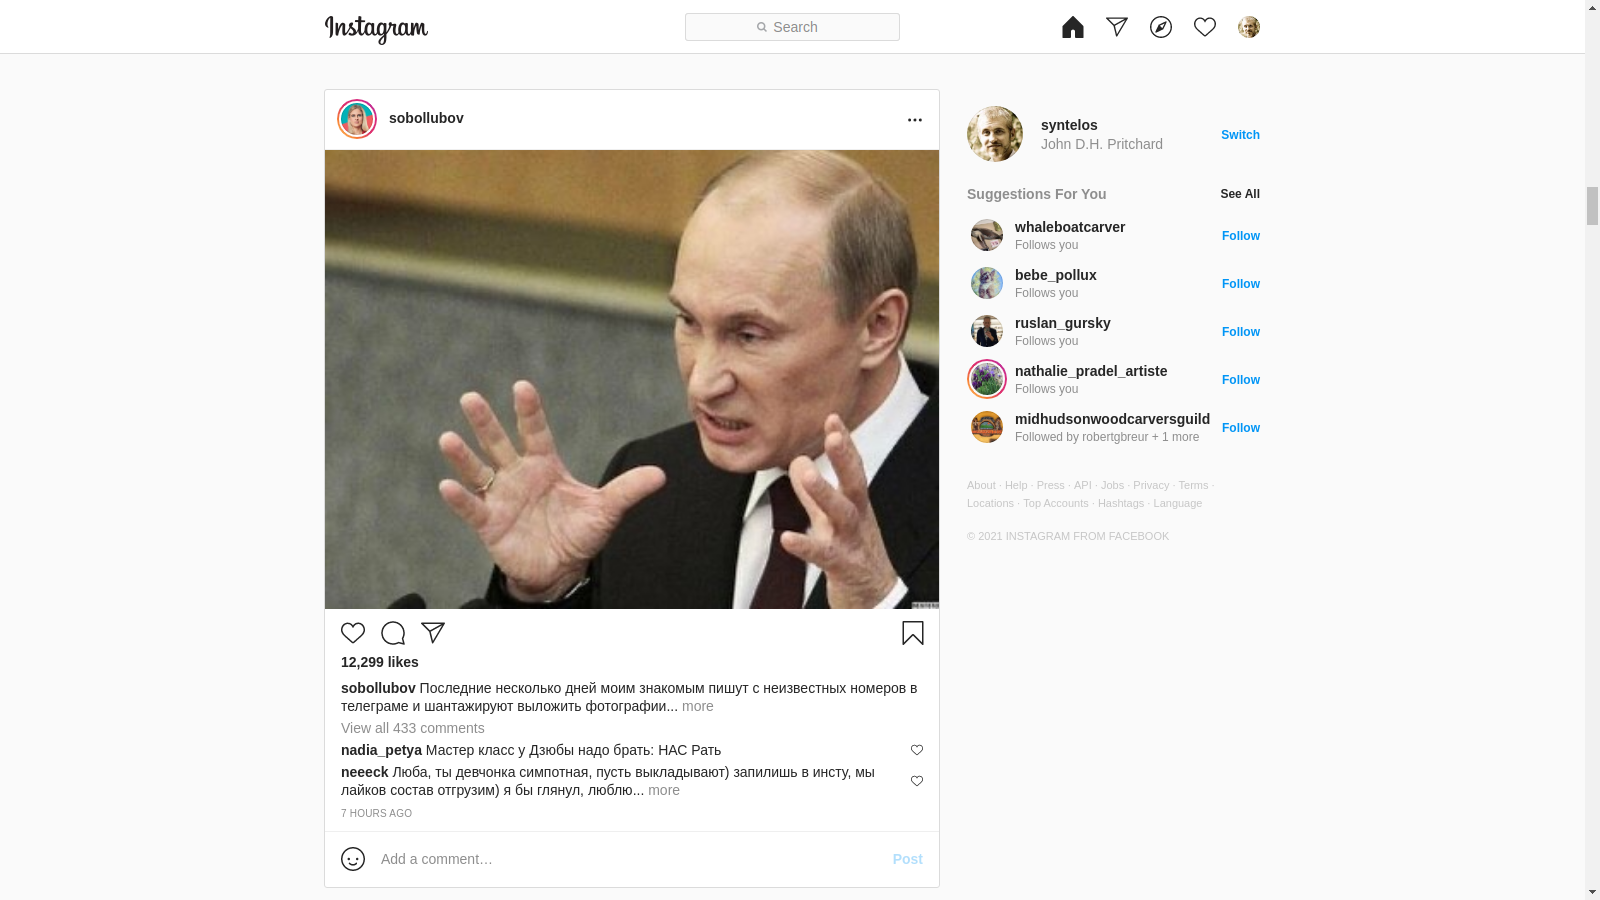 Instagram
Search
sobollubov
syntelos
John D.H. Pritchard
Switch
Suggestions For You
See All
whaleboatcarver
Follows you
Follow
bebe_pollux
Follows you
Follow
ruslan_gursky
Follows you
Follow
nathalie_pradel_artiste
Follows you
Follow
midhudsonwoodcarversguild
Followed by robertgbreur + 1 more
Follow
About · Help · Press · API · Jobs · Privacy · Terms ·
Locations · Top Accounts · Hashtags · Language
© 2021 INSTAGRAM FROM FACEBOOK
REUTERS
12,299 likes
sobollubov Последние несколько дней моим знакомым пишут с неизвестных номеров в
телеграме и шантажируют выложить фотографии... more
View all 433 comments
nadia_petya Мастер класс у Дзюбы надо брать: НАС Рать
neeeck Люба, ты девчонка симпотная, пусть выкладывают) запилишь в инсту, мы
лайков состав отгрузим) я бы глянул, люблю... more
7 HOURS AGO
Add a comment…
Post